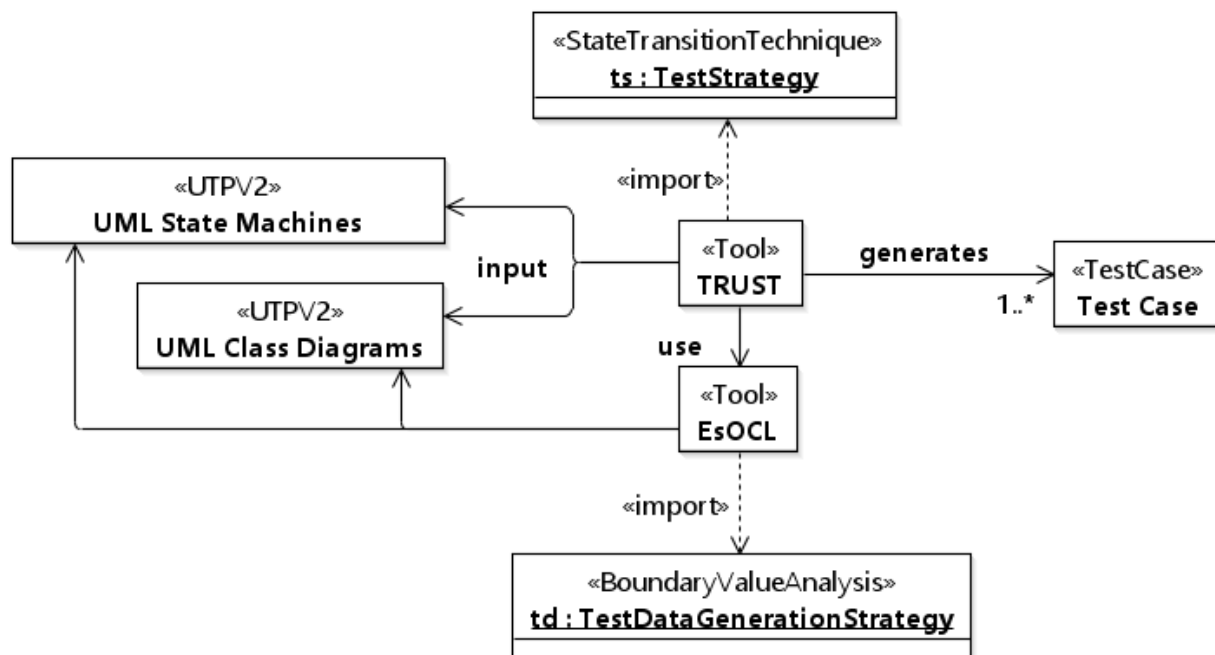 «StateTransitionTechnique»
ts : TestStrategy
«import»
«UTPV2»
UML State Machines
input
«UTPV2»
UML Class Diagrams
«Tool»
TRUST
generates
1..*
«TestCase»
Test Case
use
«Tool»
EsOCL
«import»
«BoundaryValueAnalysis»
td : TestDataGenerationStrategy